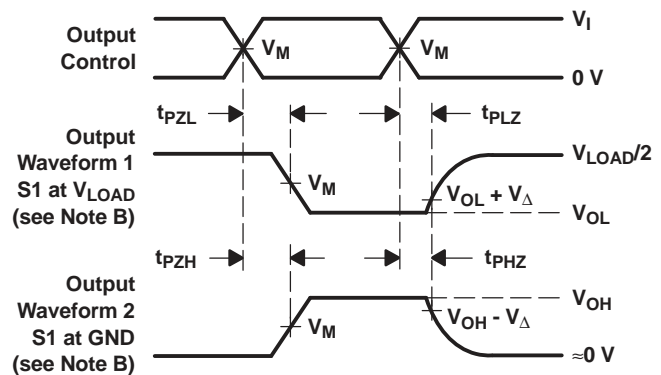 Output
Control
V_M
V_M
V_I
0 V
t_PZL
t_PLZ
Output
Waveform 1
S1 at V_LOAD
(see Note B)
V_M
V_OL + V_Δ
V_LOAD/2
V_OL
t_PZH
t_PHZ
Output
Waveform 2
S1 at GND
(see Note B)
V_M
V_OH - V_Δ
V_OH
≈0 V